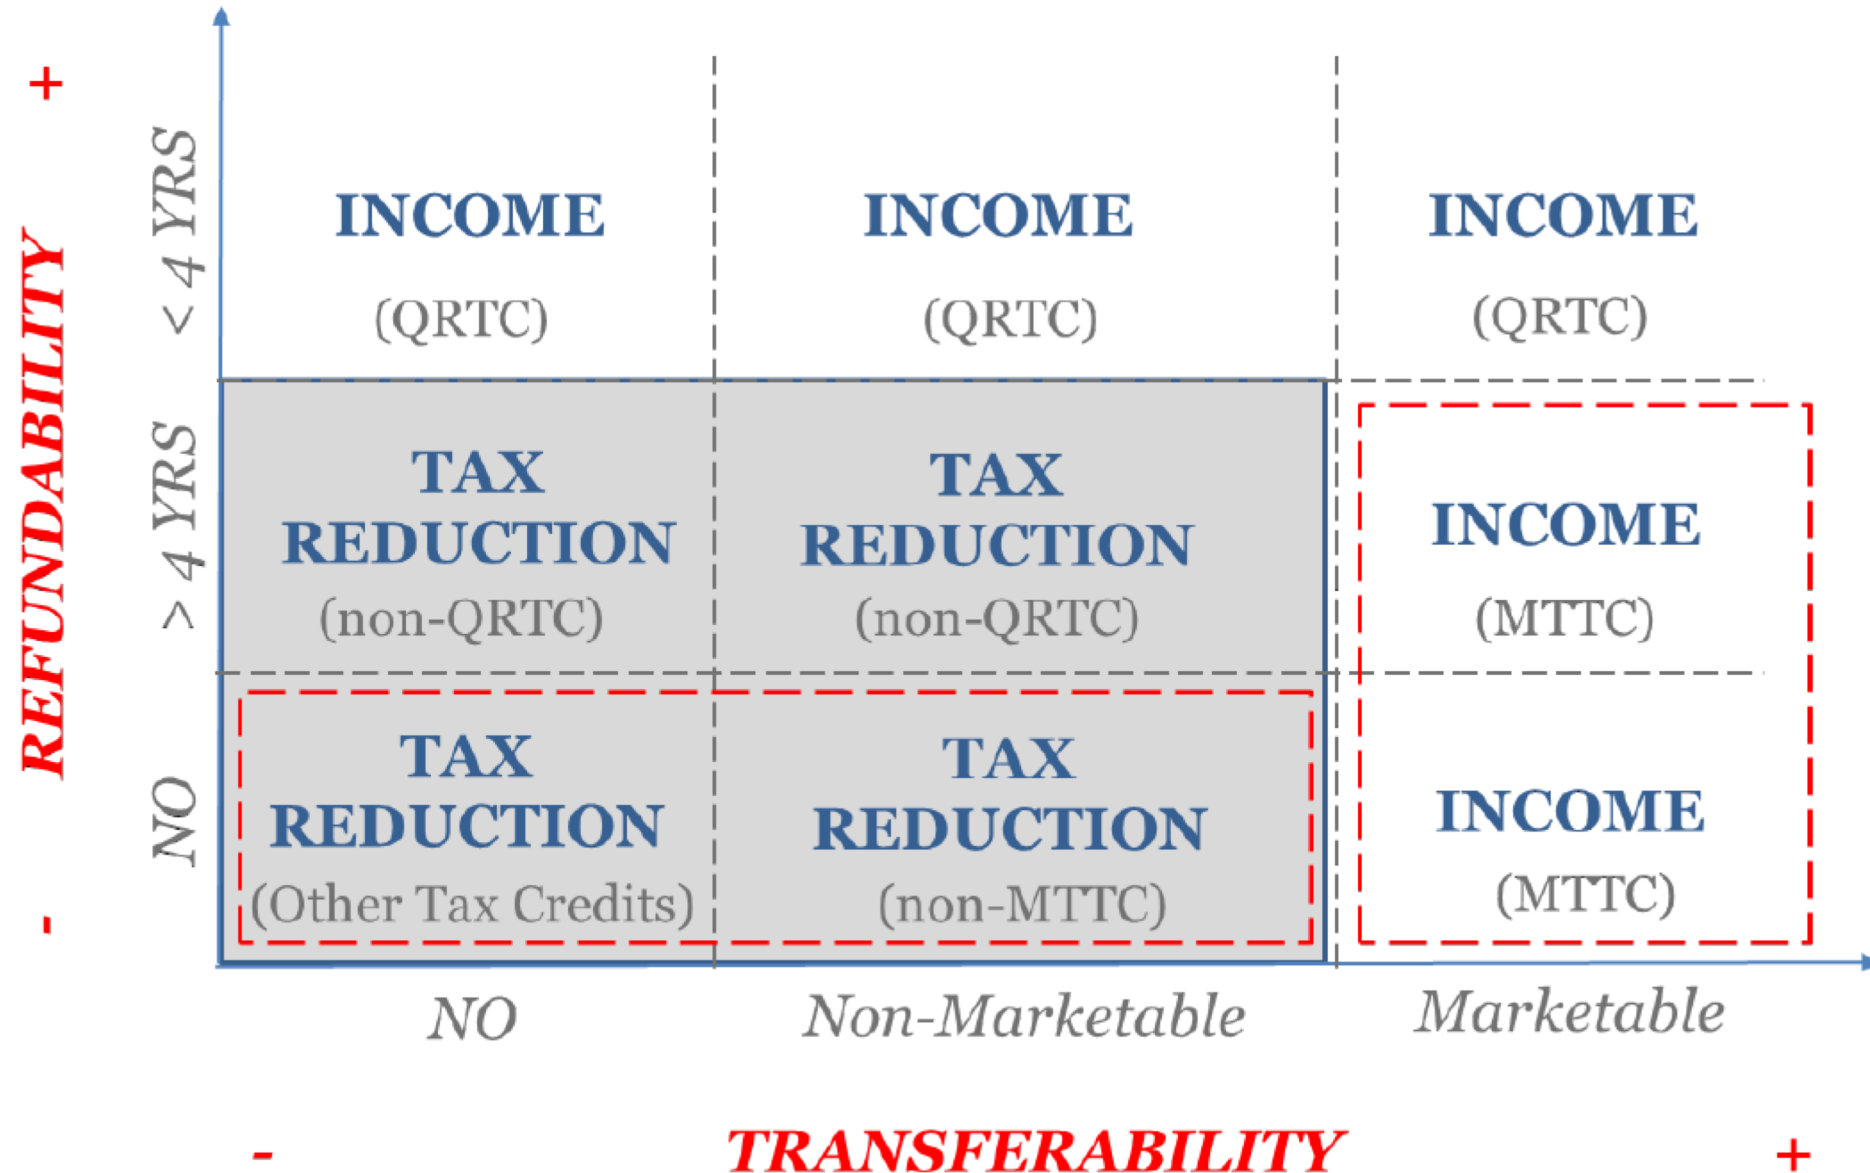 +
REFUNDABILITY
-
< 4 YRS
> 4 YRS
NO
INCOME
(QRTC)
INCOME
(QRTC)
INCOME
(QRTC)
TAX
REDUCTION
(non-QRTC)
TAX
REDUCTION
(non-QRTC)
INCOME
(MTTC)
TAX
REDUCTION
(Other Tax Credits)
TAX
REDUCTION
(non-MTTC)
INCOME
(MTTC)
NO
Non-Marketable
Marketable
-
TRANSFERABILITY
+